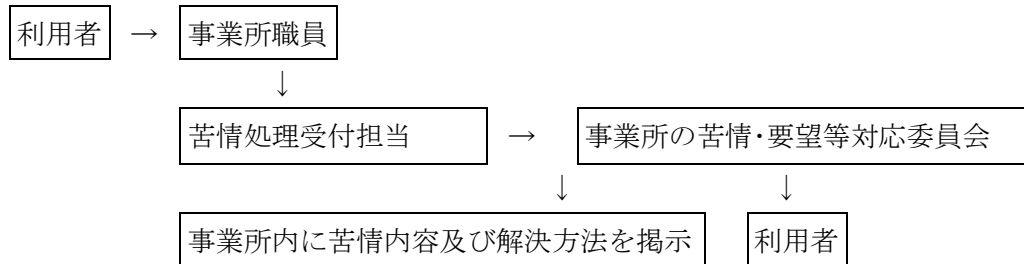 利用者 → 事業所職員
↓
苦情処理受付担当 → 事業所の苦情・要望等対応委員会
↓ ↓
事業所内に苦情内容及び解決方法を掲示 利用者